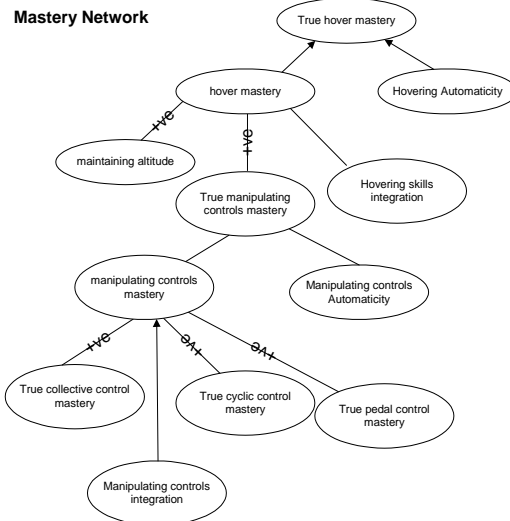 Mastery Network
True hover mastery
hover mastery
Hovering Automaticity
+ve
+ve
maintaining altitude
Hovering skills
integration
True manipulating
controls mastery
manipulating controls
mastery
Manipulating controls
Automaticity
+ve
+ve
+ve
True collective control
mastery
True cyclic control
mastery
True pedal control
mastery
Manipulating controls
integration